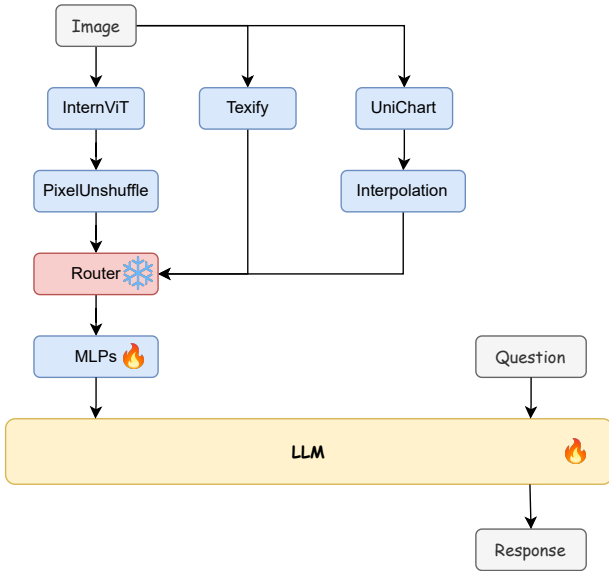 Image
InternViT
Texify
UniChart
PixelUnshuffle
Interpolation
Router
MLPs
Question
LLM
Response